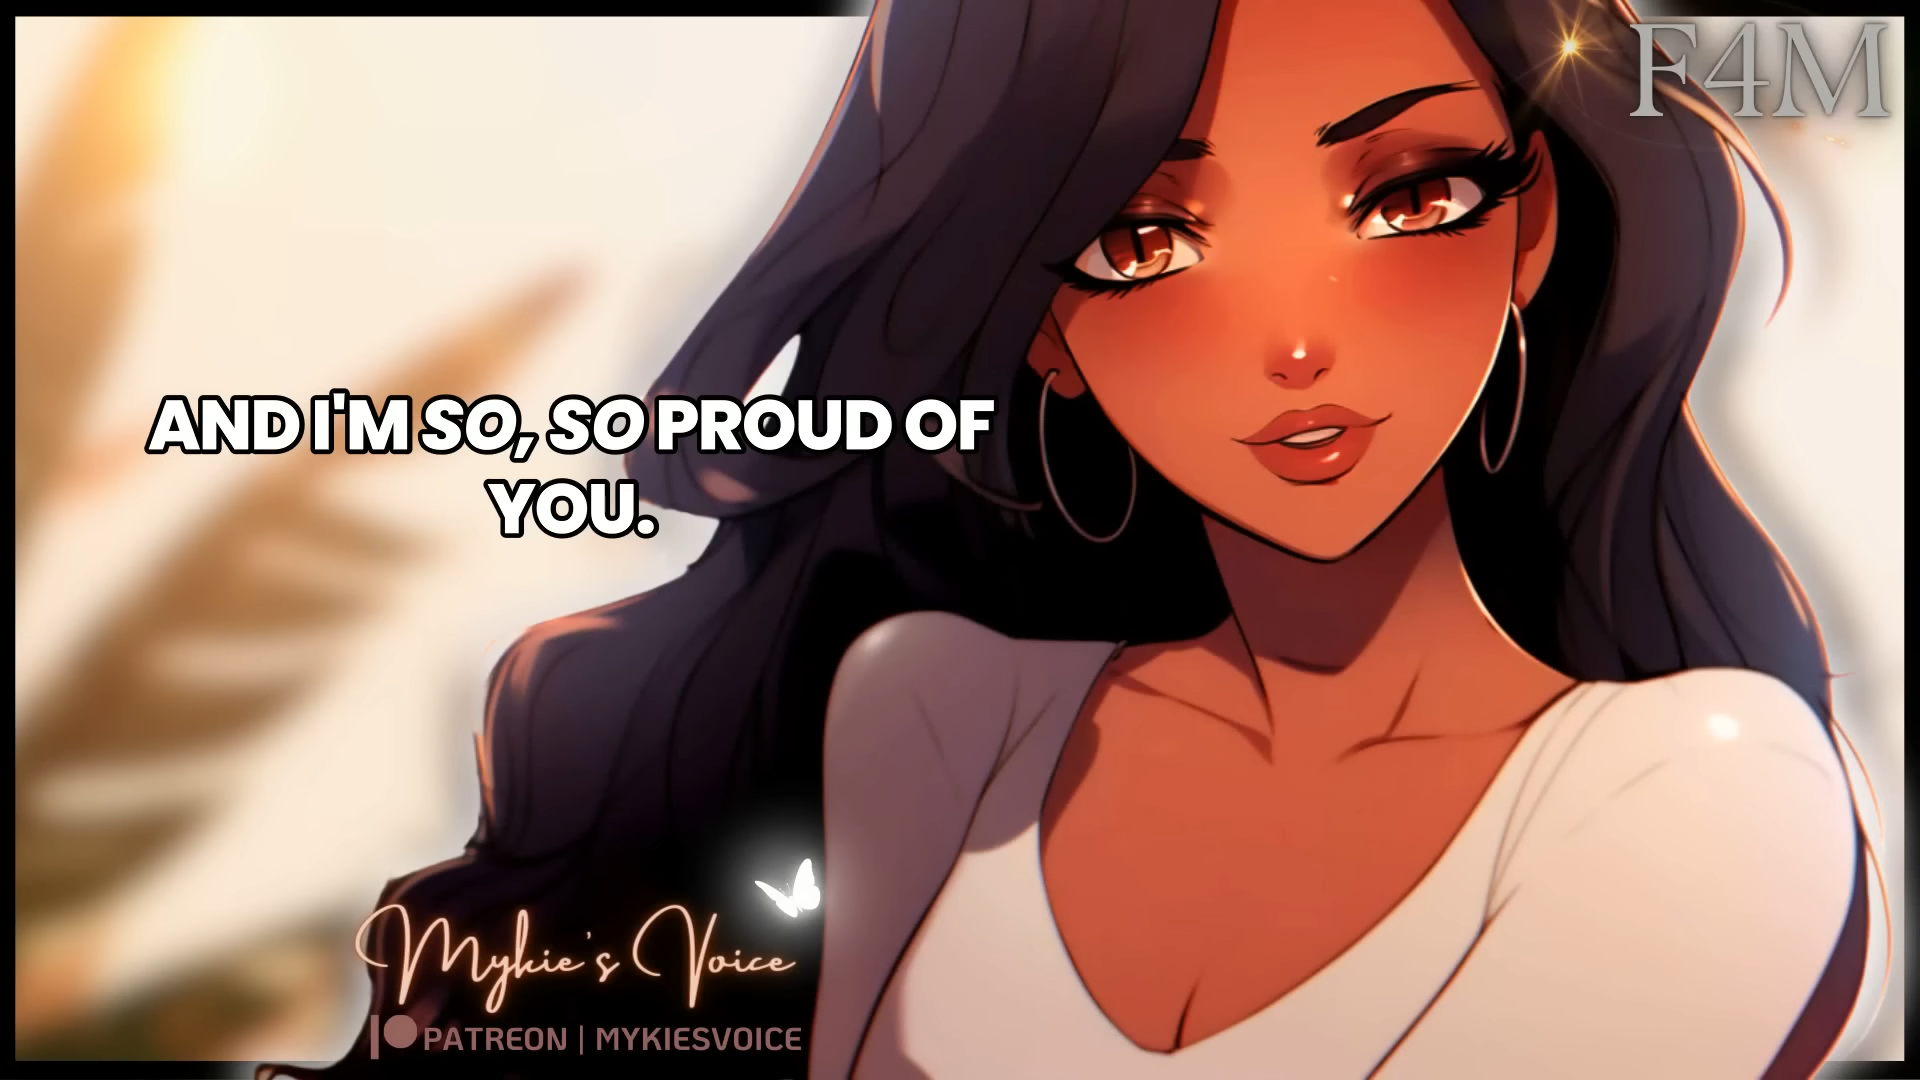 F4M
AND I'M SO, SO PROUD OF
YOU.
Mykie's Voice
PATREON | MYKIESVOICE